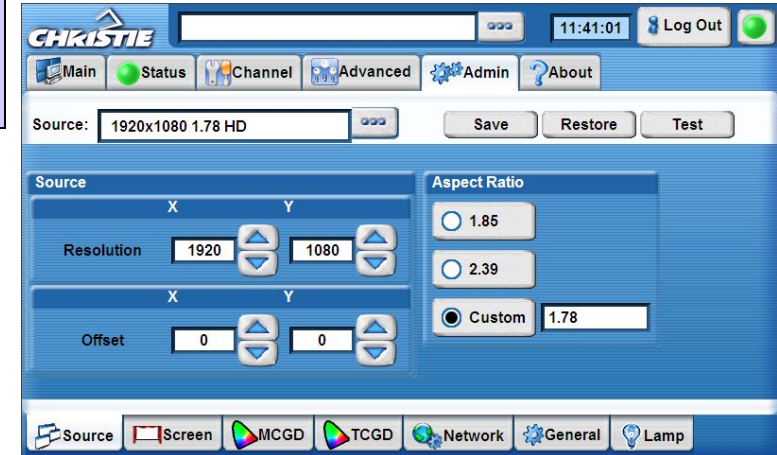 CHRISTIE 11:41:01 Log Out
Main Status Channel Advanced Admin About
Source: 1920x1080 1.78 HD Save Restore Test
Source
X Y
Resolution 1920 1080
X Y
Offset 0 0
Aspect Ratio
1.85
2.39
Custom 1.78
Source Screen MCGD TCGD Network General Lamp